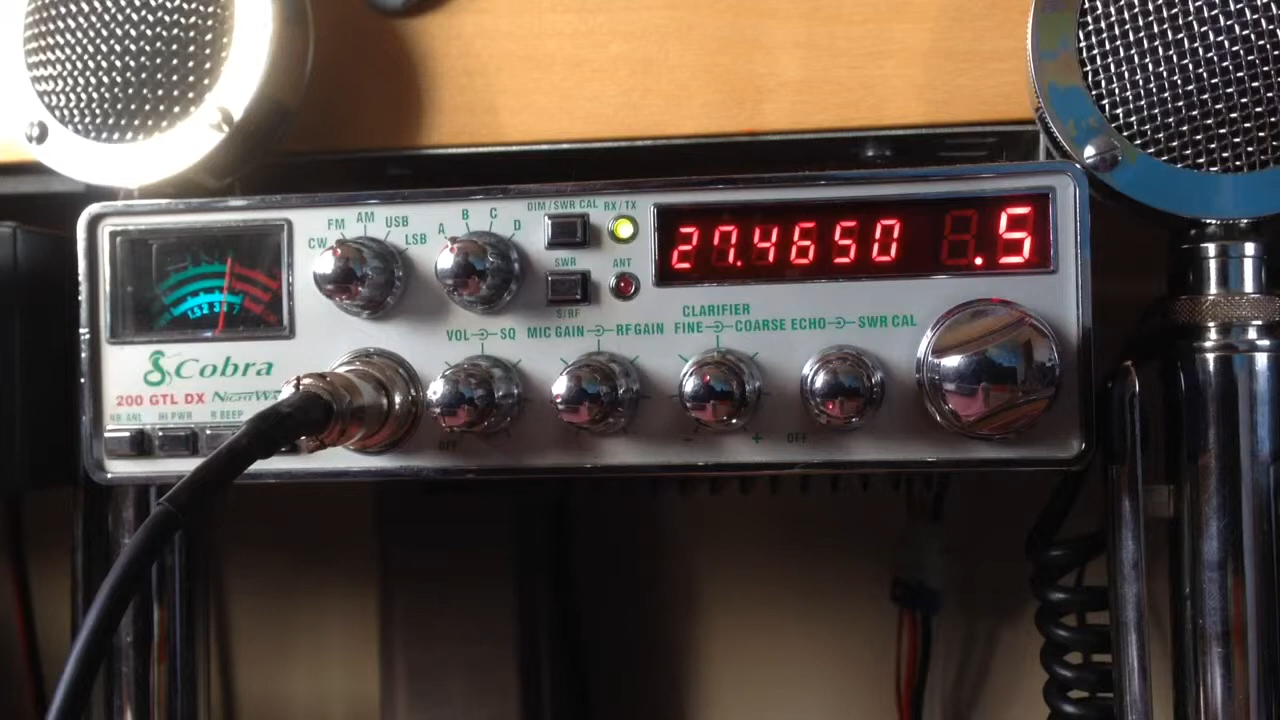 CW FM AM USB LSB
A B C D
DIM/SWR CAL RX/TX
SWR ANT
S/RF
27.4650 .5
VOL SQ MIC GAIN RF GAIN
CLARIFIER
FINE COARSE ECHO SWR CAL
Cobra
200 GTL DX
NB ANL HI PWR R BEEP
OFF - + OFF